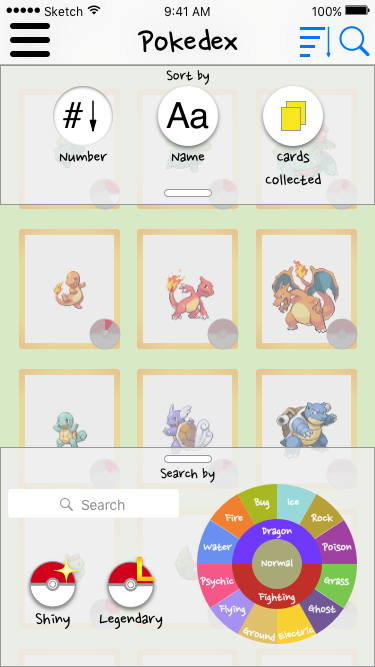 Sketch 9:41 AM 100%
Pokedex
Sort by
# Aa
Number Name Cards
Collected
Search by
Search
Shiny Legendary L
Bug Ice
Fire Rock
Dragon
Water Poison
Normal
Psychic Grass
Fighting
Flying Ghost
Ground Electric